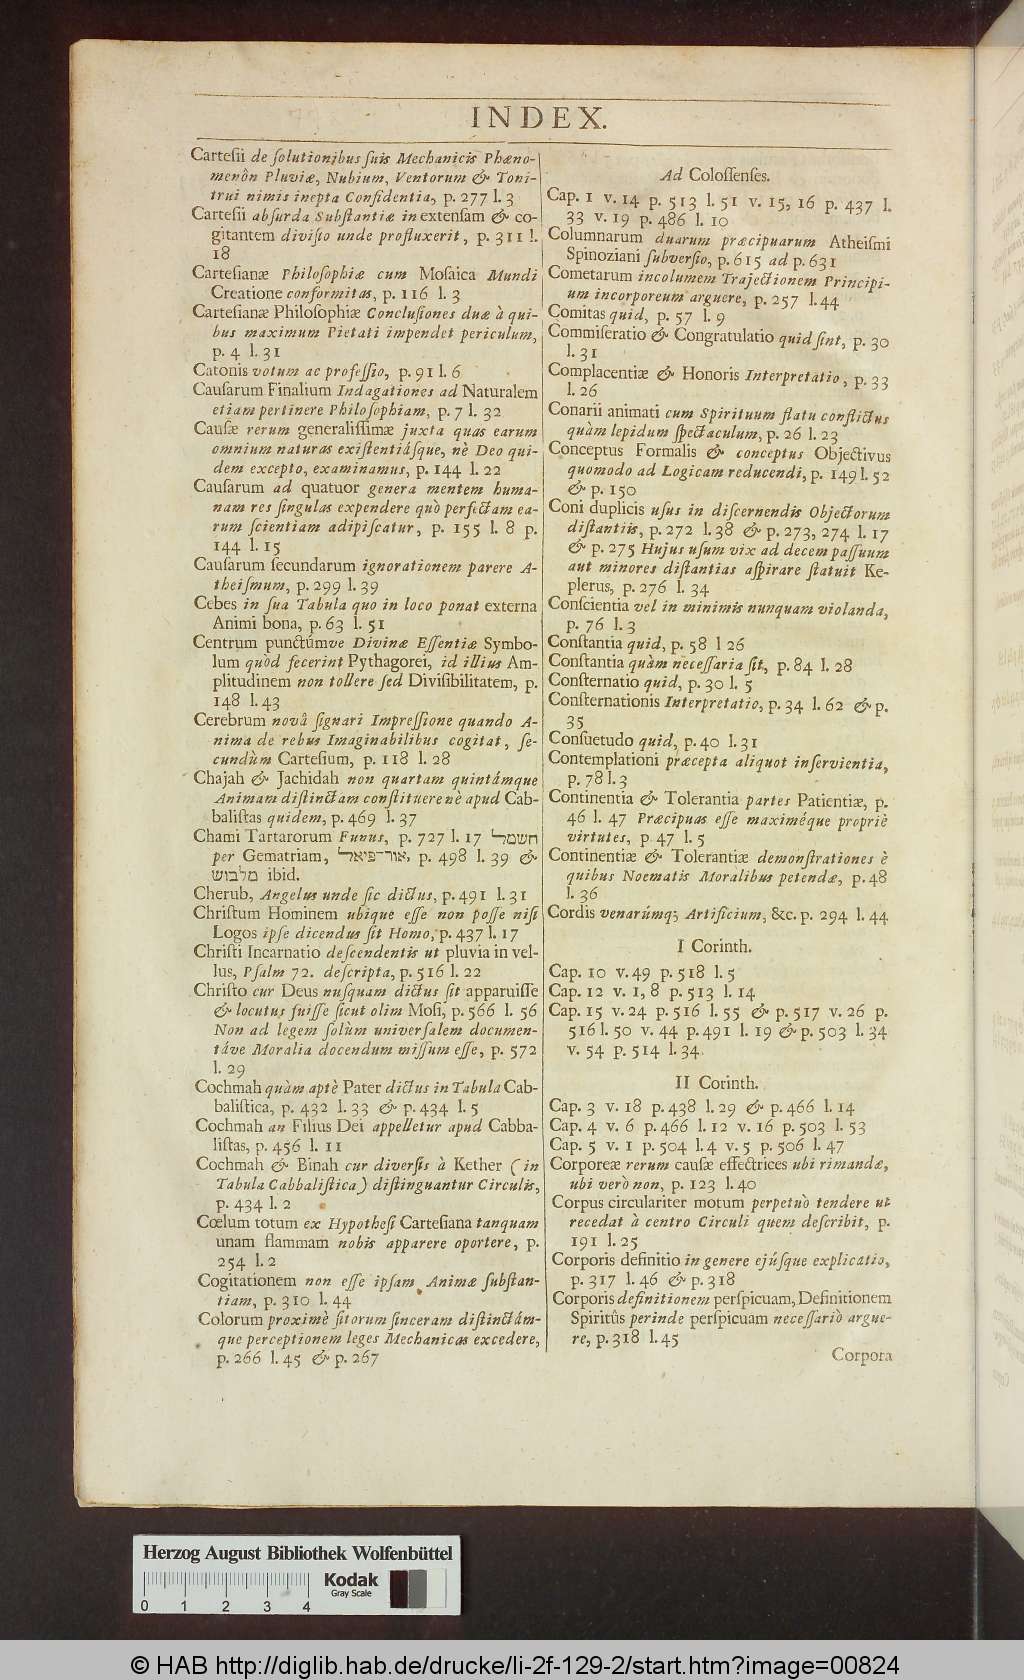 INDEX.
Cartesii de solutionibus suis Mechanicis Phæno-
menôn Pluviæ, Nubium, Ventorum & Toni-
trui nimis inepta Confidentia, p. 277 l. 3
Cartesii absurda Substantiæ in extensam & co-
gitantem divisio unde profluxerit, p. 311 l.
18
Cartesianæ Philosophiæ cum Mosaica Mundi
Creatione conformitas, p. 116 l. 3
Cartesianæ Philosophiæ Conclusiones duæ à qui-
bus maximum Pietati impendet periculum,
p. 4 l. 31
Catonis votum ac professio, p. 91 l. 6
Causarum Finalium Indagationes ad Naturalem
etiam pertinere Philosophiam, p. 7 l. 32
Causæ rerum generalissimæ juxta quas earum
omnium naturas existentiásque, nè Deo qui-
dem excepto, examinamus, p. 144 l. 22
Causarum ad quatuor genera mentem huma-
nam res singulas expendere quò perfectam ea-
rum scientiam adipiscatur, p. 155 l. 8 p.
144 l. 15
Causarum secundarum ignorationem parere A-
theismum, p. 299 l. 39
Cebes in sua Tabula quo in loco ponat externa
Animi bona, p. 63 l. 51
Centrum punctúmve Divinæ Essentiæ Symbo-
lum quòd fecerint Pythagorei, id illius Am-
plitudinem non tollere sed Divisibilitatem, p.
148 l. 43
Cerebrum novâ signari Impressione quando A-
nima de rebus Imaginabilibus cogitat, se-
cundùm Cartesium, p. 118 l. 28
Chajah & Jachidah non quartam quintámque
Animam distinctam constituere nè apud Cab-
balistas quidem, p. 469 l. 37
Chami Tartarorum Funus, p. 727 l. 17 חשמל
per Gematriam, אור־פיאל, p. 498 l. 39 &
מלבוש ibid.
Cherub, Angelus unde sic dictus, p. 491 l. 31
Christum Hominem ubique esse non posse nisi
Logos ipse dicendus sit Homo, p. 437 l. 17
Christi Incarnatio descendentis ut pluvia in vel-
lus, Psalm 72. descripta, p. 516 l. 22
Christo cur Deus nusquam dictus sit apparuisse
& locutus fuisse sicut olim Mosi, p. 566 l. 56
Non ad legem solùm universalem documen-
táve Moralia docendum missum esse, p. 572
l. 29
Cochmah quàm aptè Pater dictus in Tabula Cab-
balistica, p. 432 l. 33 & p. 434 l. 5
Cochmah an Filius Dei appelletur apud Cabba-
listas, p. 456 l. 11
Cochmah & Binah cur diversis à Kether (in
Tabula Cabbalistica) distinguantur Circulis,
p. 434 l. 2
Cœlum totum ex Hypothesi Cartesiana tanquam
unam flammam nobis apparere oportere, p.
254 l. 2
Cogitationem non esse ipsam Animæ substan-
tiam, p. 310 l. 44
Colorum proximè sitorum sinceram distinctám-
que perceptionem leges Mechanicas excedere,
p. 266 l. 45 & p. 267
Ad Colossenses.
Cap. 1 v. 14 p. 513 l. 51 v. 15, 16 p. 437 l.
33 v. 19 p. 486 l. 10
Columnarum duarum præcipuarum Atheismi
Spinoziani subversio, p. 615 ad p. 631
Cometarum incolumem Trajectionem Principi-
um incorporeum arguere, p. 257 l. 44
Comitas quid, p. 57 l. 9
Commiseratio & Congratulatio quid sint, p. 30
l. 31
Complacentiæ & Honoris Interpretatio, p. 33
l. 26
Conarii animati cum Spirituum flatu conflictus
quàm lepidum spectaculum, p. 26 l. 23
Conceptus Formalis & conceptus Objectivus
quomodo ad Logicam reducendi, p. 149 l. 52
& p. 150
Coni duplicis usus in discernendis Objectorum
distantiis, p. 272 l. 38 & p. 273, 274 l. 17
& p. 275 Hujus usum vix ad decem passuum
aut minores distantias aspirare statuit Ke-
plerus, p. 276 l. 34
Conscientia vel in minimis nunquam violanda,
p. 76 l. 3
Constantia quid, p. 58 l 26
Constantia quàm necessaria sit, p. 84 l. 28
Consternatio quid, p. 30 l. 5
Consternationis Interpretatio, p. 34 l. 62 & p.
35
Consuetudo quid, p. 40 l. 31
Contemplationi præcepta aliquot inservientia,
p. 78 l. 3
Continentia & Tolerantia partes Patientiæ, p.
46 l. 47 Præcipuas esse maximéque propriè
virtutes, p. 47 l. 5
Continentiæ & Tolerantiæ demonstrationes è
quibus Noematis Moralibus petendæ, p. 48
l. 36
Cordis venarúmq; Artificium, &c. p. 294 l. 44
I Corinth.
Cap. 10 v. 49 p. 518 l. 5
Cap. 12 v. 1, 8 p. 513 l. 14
Cap. 15 v. 24 p. 516 l. 55 & p. 517 v. 26 p.
516 l. 50 v. 44 p. 491 l. 19 & p. 503 l. 34
v. 54 p. 514 l. 34.
II Corinth.
Cap. 3 v. 18 p. 438 l. 29 & p. 466 l. 14
Cap. 4 v. 6 p. 466 l. 12 v. 16 p. 503 l. 53
Cap. 5 v. 1 p. 504 l. 4 v. 5 p. 506 l. 47
Corporeæ rerum causæ effectrices ubi rimandæ,
ubi verò non, p. 123 l. 40
Corpus circulariter motum perpetuò tendere ut
recedat à centro Circuli quem describit, p.
191 l. 25
Corporis definitio in genere ejúsque explicatio,
p. 317 l. 46 & p. 318
Corporis definitionem perspicuam, Definitionem
Spiritûs perinde perspicuam necessariò argue-
re, p. 318 l. 45
Corpora
Herzog August Bibliothek Wolfenbüttel
Kodak
Gray Scale
0 1 2 3 4
© HAB http://diglib.hab.de/drucke/li-2f-129-2/start.htm?image=00824